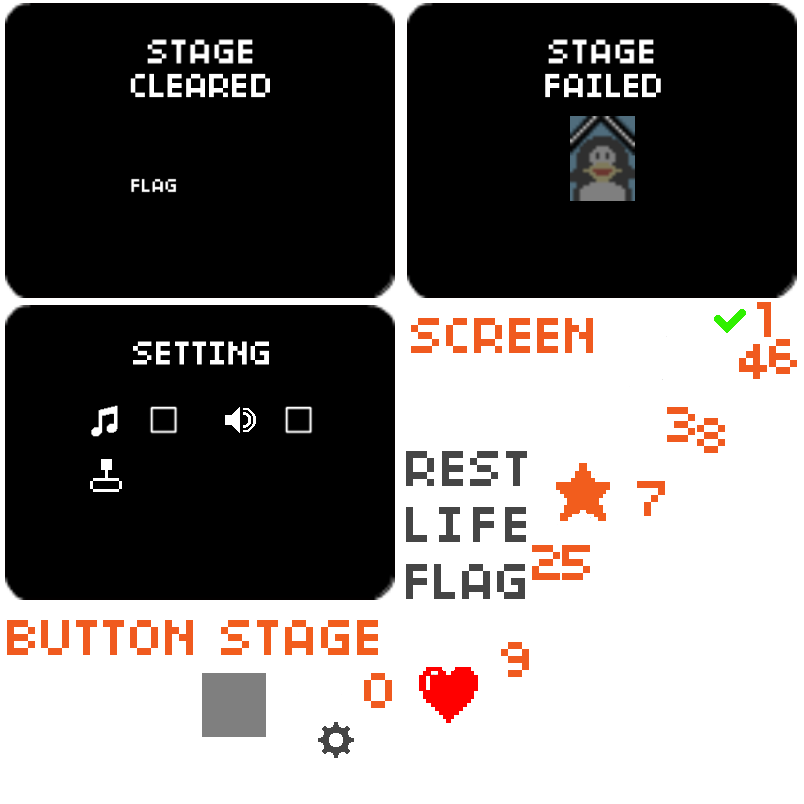 STAGE
CLEARED
FLAG
STAGE
FAILED
SETTING
SCREEN
1
46
38
REST
7
LIFE
25
FLAG
BUTTON STAGE
9
0